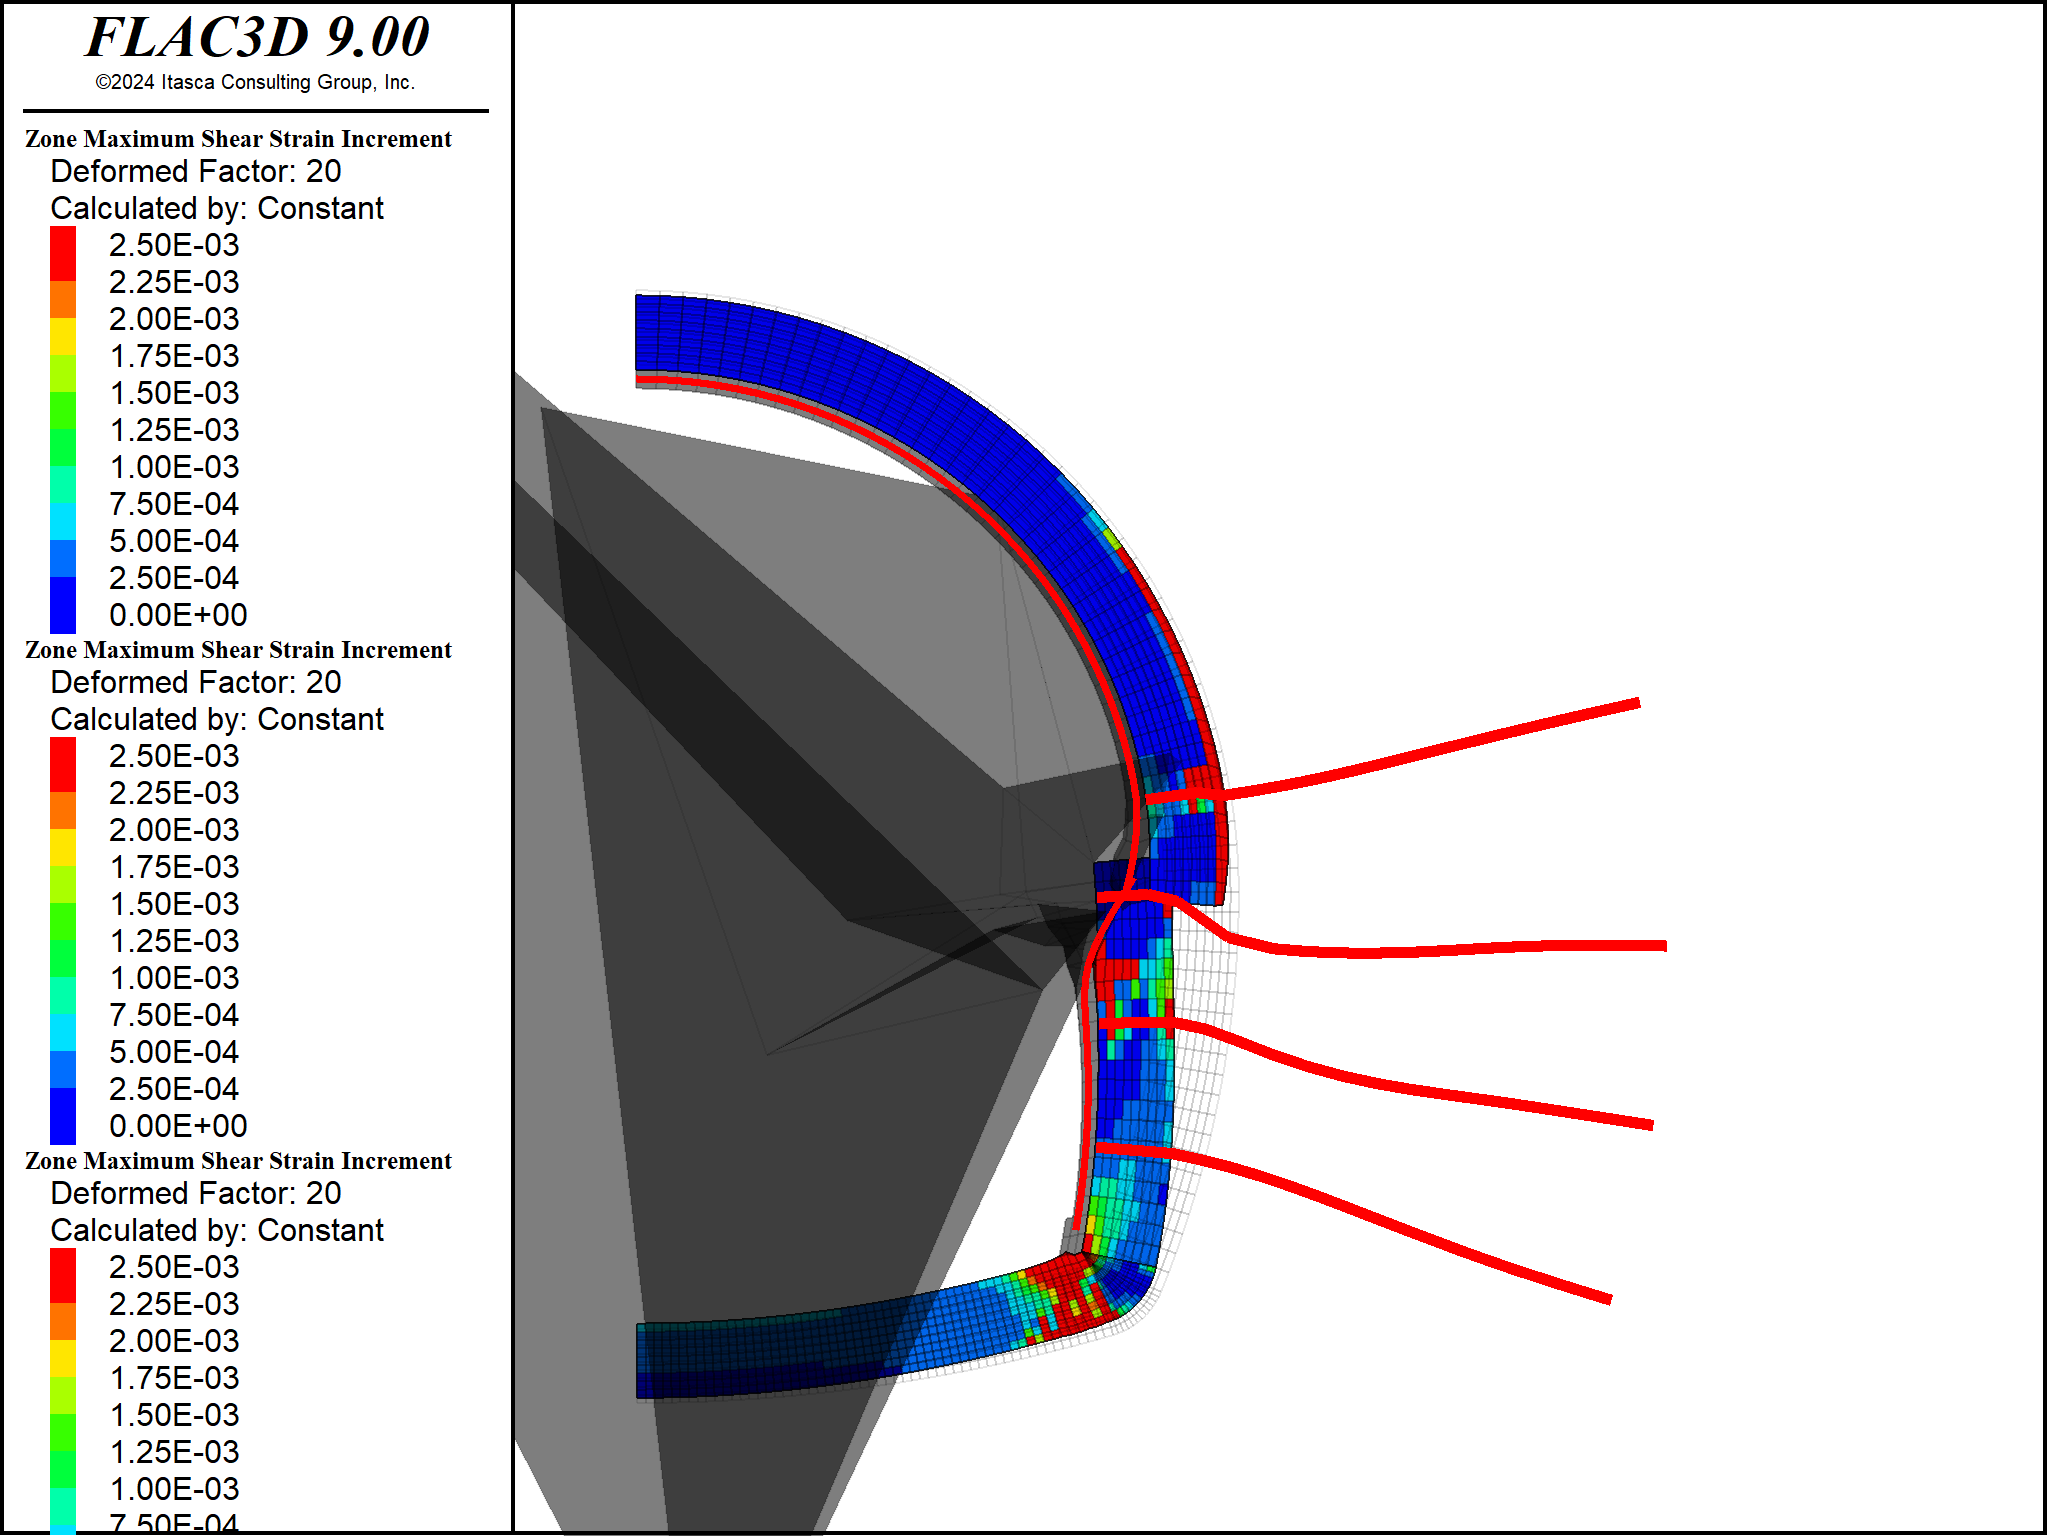 FLAC3D 9.00
©2024 Itasca Consulting Group, Inc.
Zone Maximum Shear Strain Increment
Deformed Factor: 20
Calculated by: Constant
2.50E-03
2.25E-03
2.00E-03
1.75E-03
1.50E-03
1.25E-03
1.00E-03
7.50E-04
5.00E-04
2.50E-04
0.00E+00
Zone Maximum Shear Strain Increment
Deformed Factor: 20
Calculated by: Constant
2.50E-03
2.25E-03
2.00E-03
1.75E-03
1.50E-03
1.25E-03
1.00E-03
7.50E-04
5.00E-04
2.50E-04
0.00E+00
Zone Maximum Shear Strain Increment
Deformed Factor: 20
Calculated by: Constant
2.50E-03
2.25E-03
2.00E-03
1.75E-03
1.50E-03
1.25E-03
1.00E-03
7.50E-04